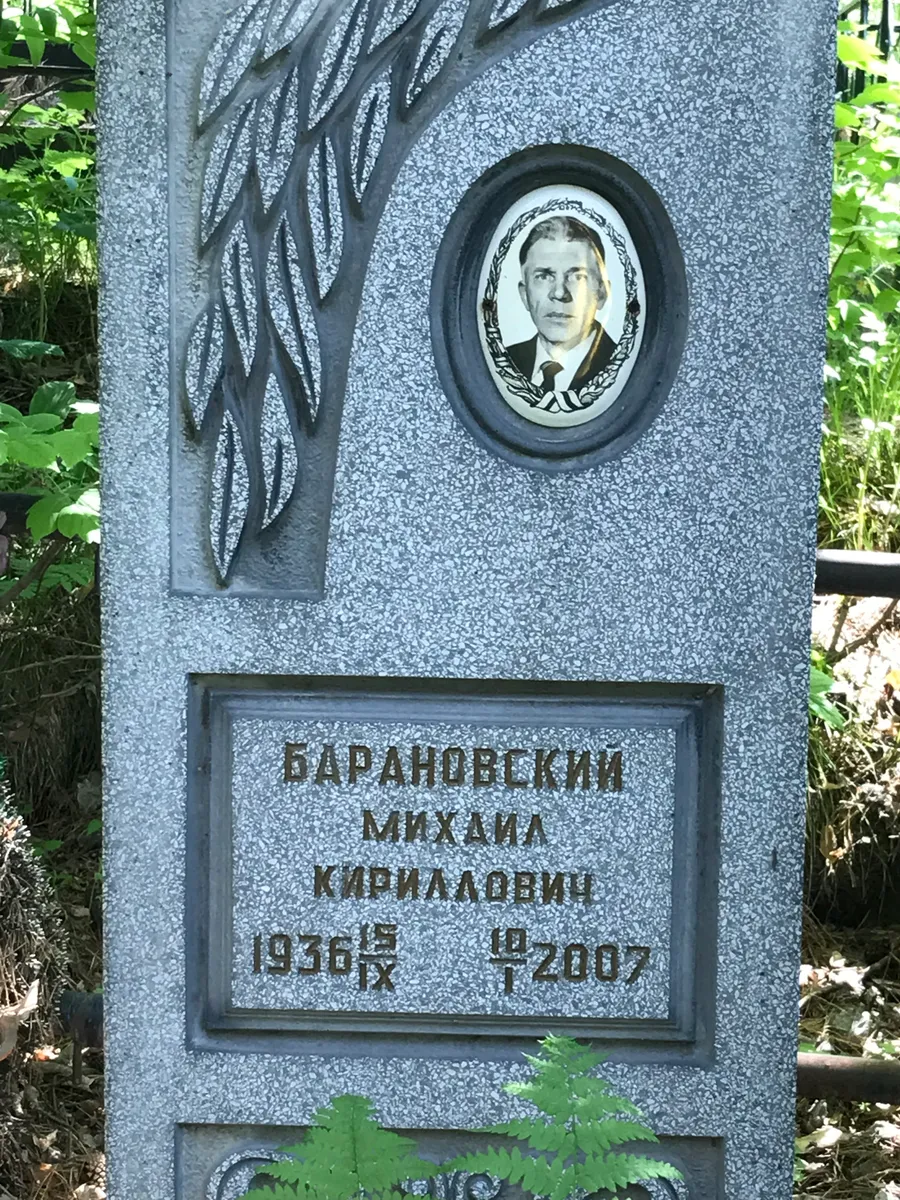 БАРАНОВСКИЙ
МИХАИЛ
КИРИЛЛОВИЧ
1936 15/IX 10/I 2007